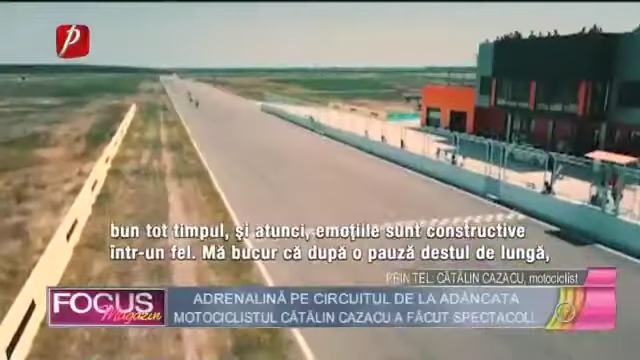 p
bun tot timpul, și atunci, emoțiile sunt constructive
într-un fel. Mă bucur că după o pauză destul de lungă,
PRIN TEL: CĂTĂLIN CAZACU, motociclist
FOCUS
Magazin
ADRENALINĂ PE CIRCUITUL DE LA ADÂNCATA
MOTOCICLISTUL CĂTĂLIN CAZACU A FĂCUT SPECTACOL!